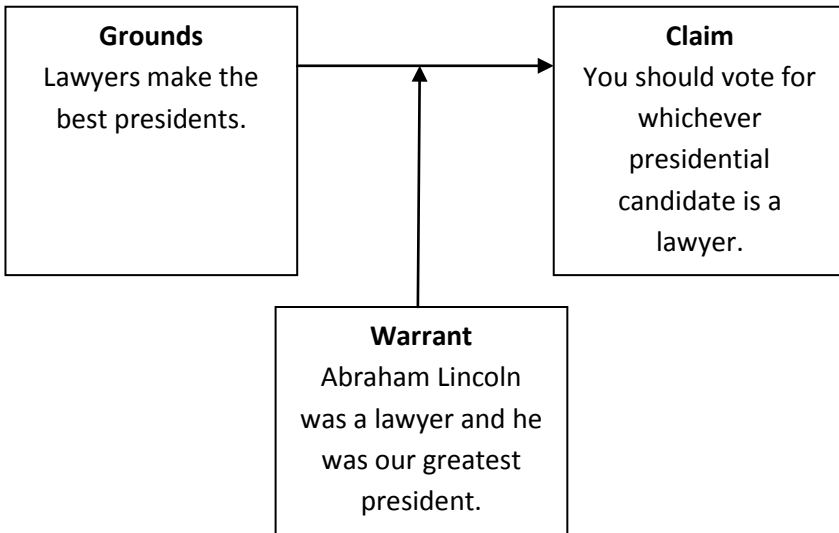 Grounds
Lawyers make the
best presidents.
Claim
You should vote for
whichever
presidential
candidate is a
lawyer.
Warrant
Abraham Lincoln
was a lawyer and he
was our greatest
president.